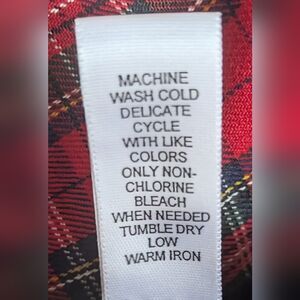 MACHINE
WASH COLD
DELICATE
CYCLE
WITH LIKE
COLORS
ONLY NON-
CHLORINE
BLEACH
WHEN NEEDED
TUMBLE DRY
LOW
WARM IRON